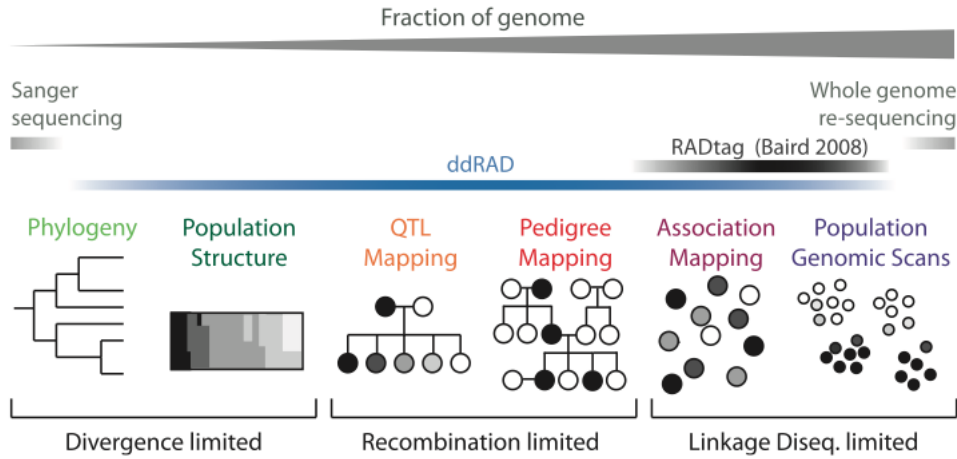 Fraction of genome
Sanger
sequencing
Whole genome
re-sequencing
RADtag (Baird 2008)
ddRAD
Phylogeny
Population
Structure
QTL
Mapping
Pedigree
Mapping
Association
Mapping
Population
Genomic Scans
Divergence limited
Recombination limited
Linkage Diseq. limited